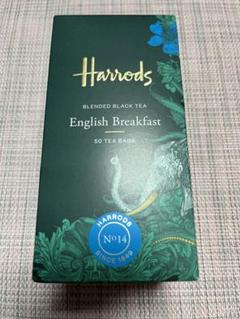 Harrods
BLENDED BLACK TEA
English Breakfast
50 TEA BAGS
HARRODS
No14
SINCE 1849